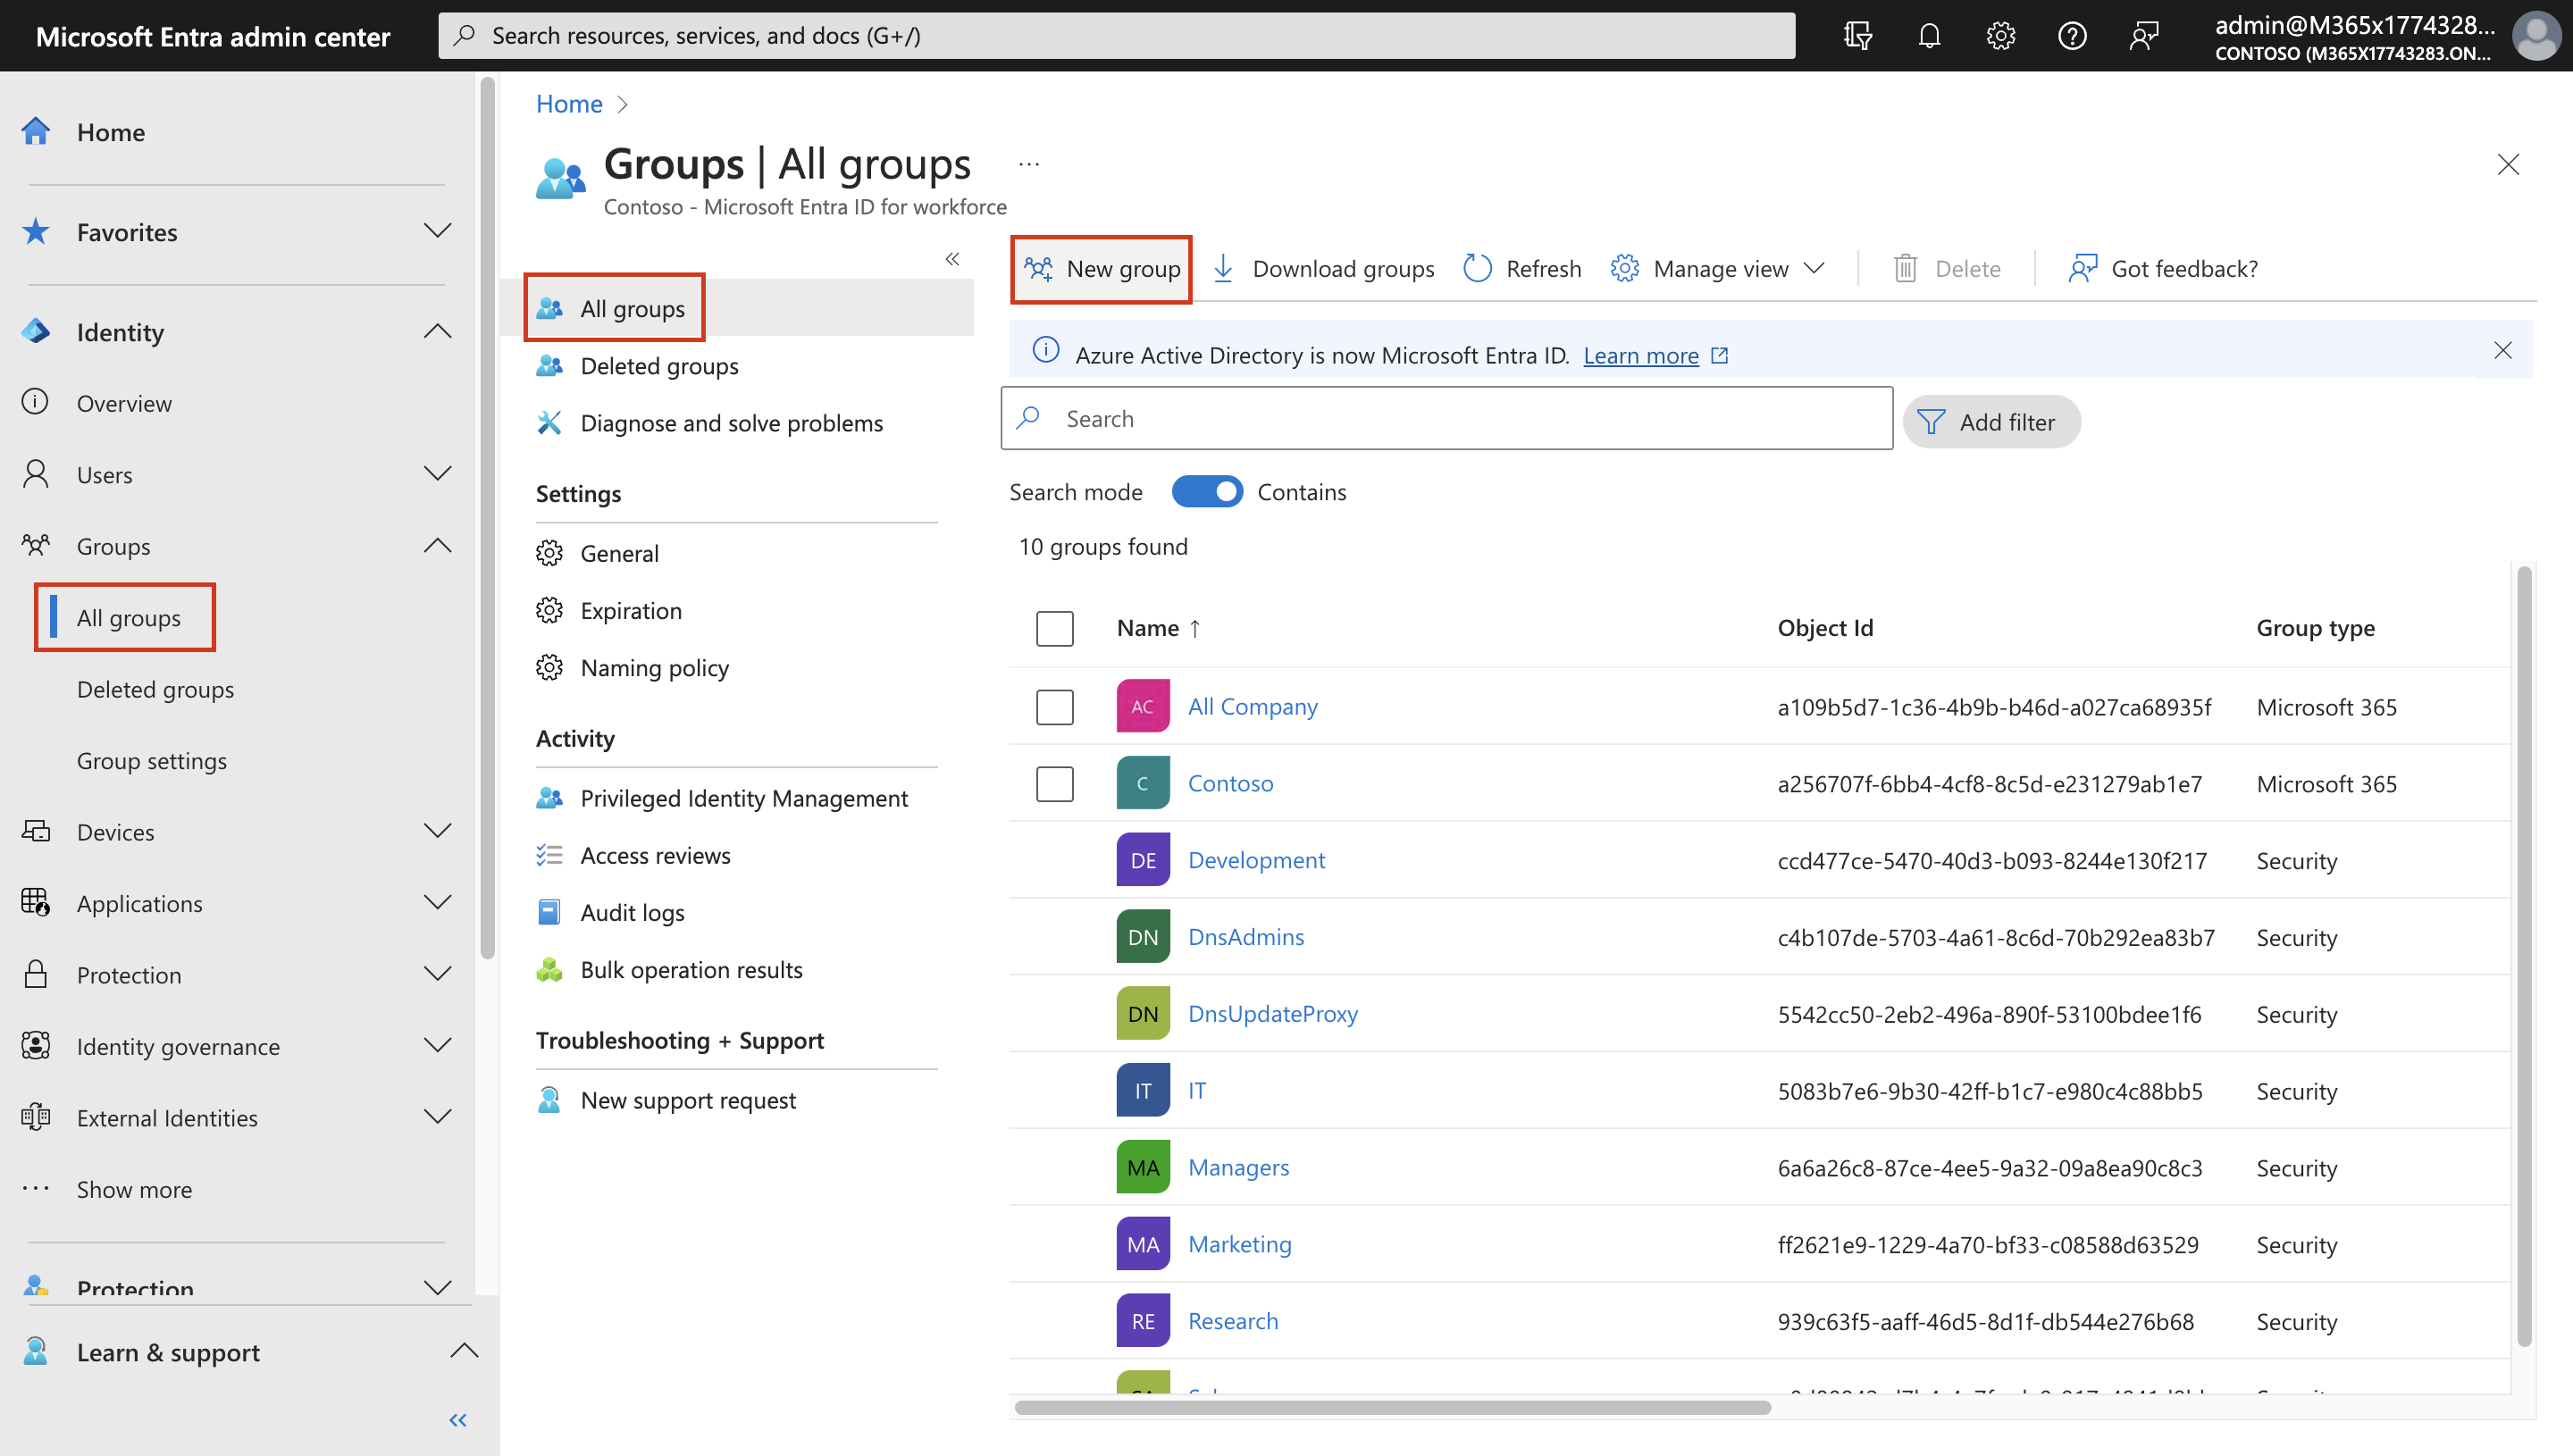 Microsoft Entra admin center
Search resources, services, and docs (G+/)
admin@M365x1774328...
CONTOSO (M365X17743283.ON...
Home
Favorites
Identity
Overview
Users
Groups
All groups
Deleted groups
Group settings
Devices
Applications
Protection
Identity governance
External Identities
Show more
Protection
Learn & support
Home
Groups | All groups
Contoso - Microsoft Entra ID for workforce
All groups
Deleted groups
Diagnose and solve problems
Settings
General
Expiration
Naming policy
Activity
Privileged Identity Management
Access reviews
Audit logs
Bulk operation results
Troubleshooting + Support
New support request
New group Download groups Refresh Manage view Delete Got feedback?
Azure Active Directory is now Microsoft Entra ID. Learn more
Search
Add filter
Search mode Contains
10 groups found
Name ↑ Object Id Group type
AC All Company a109b5d7-1c36-4b9b-b46d-a027ca68935f Microsoft 365
C Contoso a256707f-6bb4-4cf8-8c5d-e231279ab1e7 Microsoft 365
DE Development ccd477ce-5470-40d3-b093-8244e130f217 Security
DN DnsAdmins c4b107de-5703-4a61-8c6d-70b292ea83b7 Security
DN DnsUpdateProxy 5542cc50-2eb2-496a-890f-53100bdee1f6 Security
IT IT 5083b7e6-9b30-42ff-b1c7-e980c4c88bb5 Security
MA Managers 6a6a26c8-87ce-4ee5-9a32-09a8ea90c8c3 Security
MA Marketing ff2621e9-1229-4a70-bf33-c08588d63529 Security
RE Research 939c63f5-aaff-46d5-8d1f-db544e276b68 Security